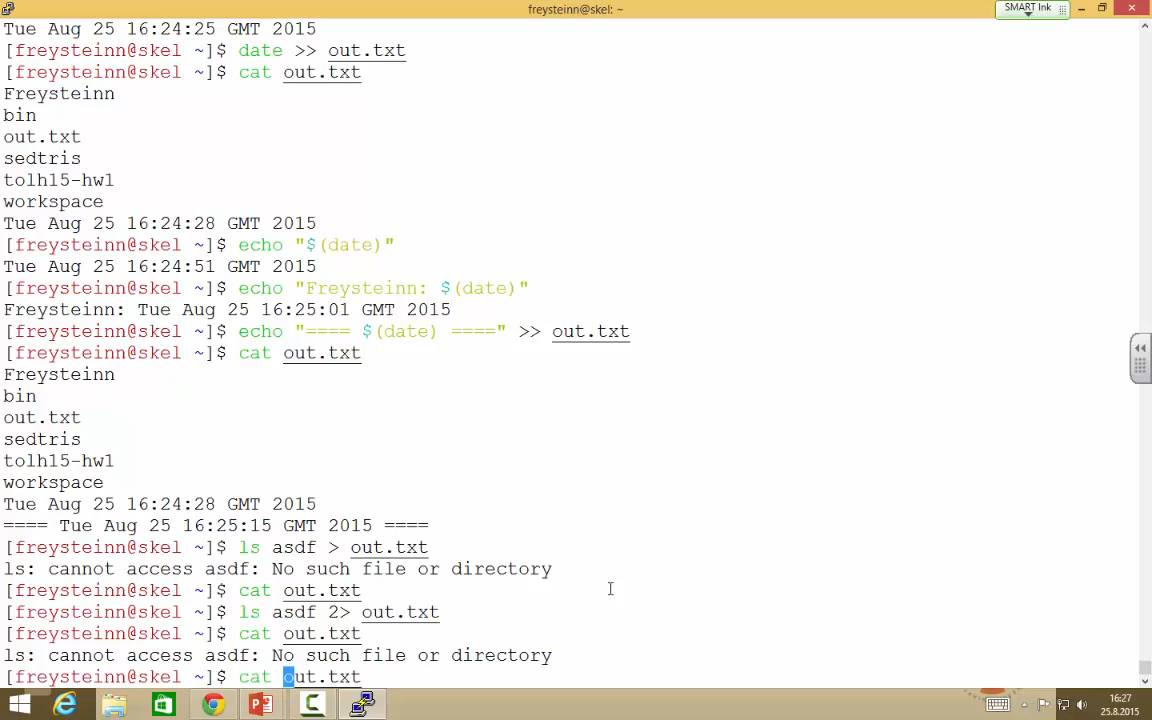 freysteinn@skel: ~
SMART Ink
Tue Aug 25 16:24:25 GMT 2015
[freysteinn@skel ~]$ date >> out.txt
[freysteinn@skel ~]$ cat out.txt
Freysteinn
bin
out.txt
sedtris
tolh15-hw1
workspace
Tue Aug 25 16:24:28 GMT 2015
[freysteinn@skel ~]$ echo "$(date)"
Tue Aug 25 16:24:51 GMT 2015
[freysteinn@skel ~]$ echo "Freysteinn: $(date)"
Freysteinn: Tue Aug 25 16:25:01 GMT 2015
[freysteinn@skel ~]$ echo "==== $(date) ====" >> out.txt
[freysteinn@skel ~]$ cat out.txt
Freysteinn
bin
out.txt
sedtris
tolh15-hw1
workspace
Tue Aug 25 16:24:28 GMT 2015
==== Tue Aug 25 16:25:15 GMT 2015 ====
[freysteinn@skel ~]$ ls asdf > out.txt
ls: cannot access asdf: No such file or directory
[freysteinn@skel ~]$ cat out.txt
[freysteinn@skel ~]$ ls asdf 2> out.txt
[freysteinn@skel ~]$ cat out.txt
ls: cannot access asdf: No such file or directory
[freysteinn@skel ~]$ cat out.txt
16:27
25.8.2015